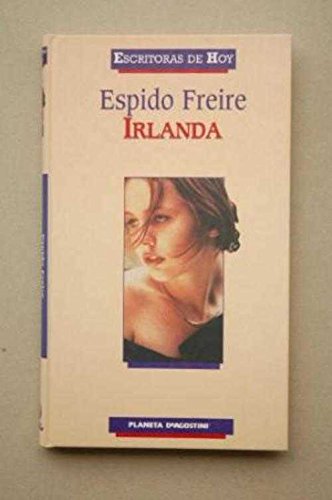 ESCRITORAS DE HOY
Espido Freire
IRLANDA
PLANETA DEAGOSTINI